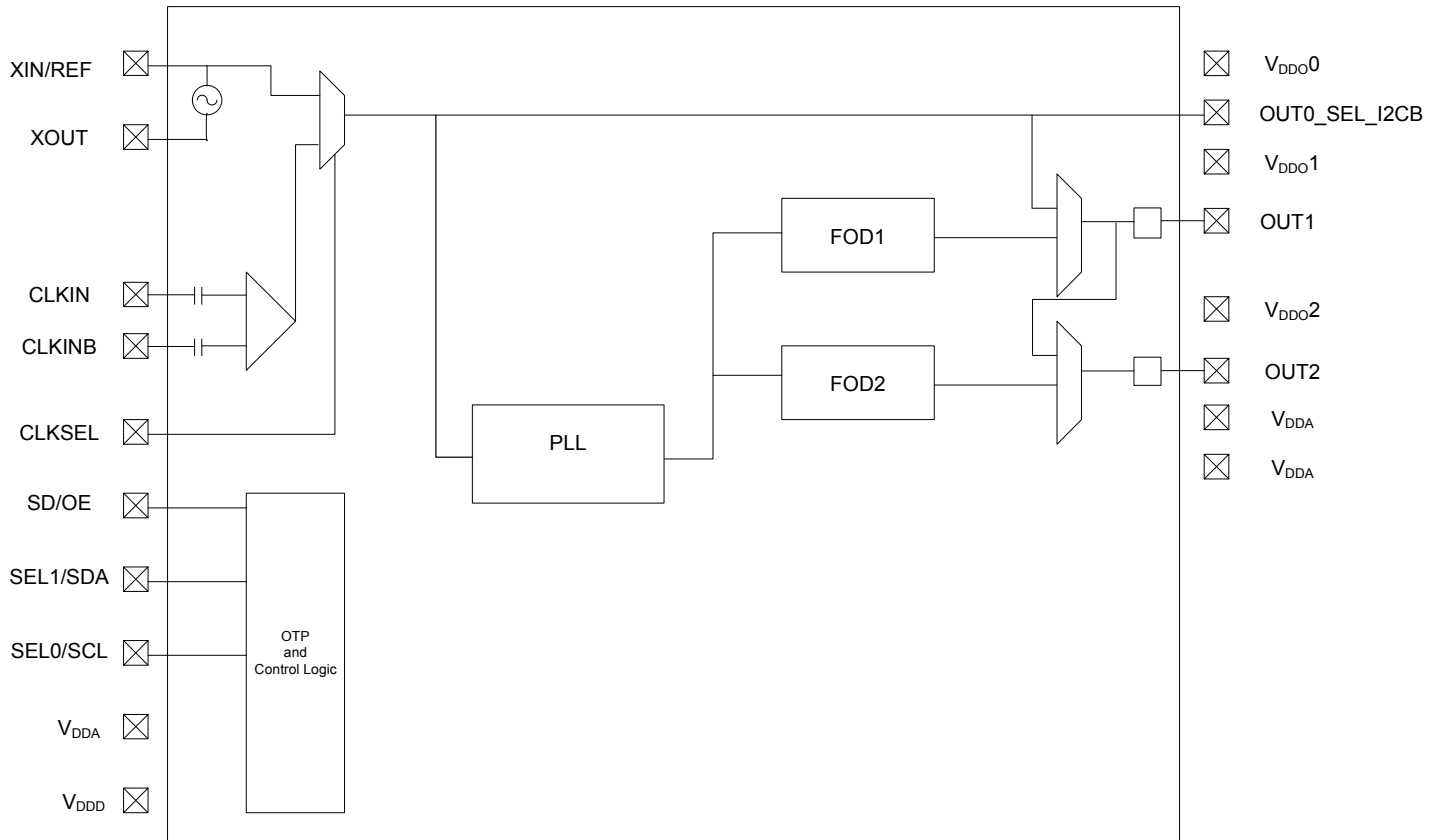 XIN/REF
XOUT
CLKIN
CLKINB
CLKSEL
SD/OE
SEL1/SDA
SEL0/SCL
VDDA
VDDD
OTP
and
Control Logic
PLL
FOD1
FOD2
VDDO0
OUT0_SEL_I2CB
VDDO1
OUT1
VDDO2
OUT2
VDDA
VDDA